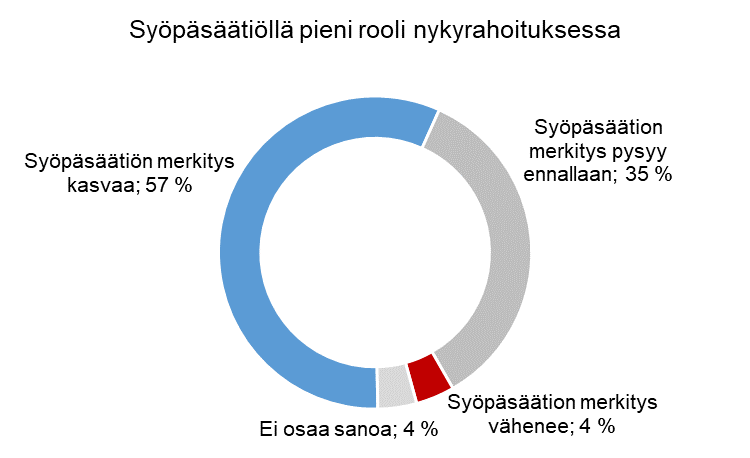 Syöpäsäätiöllä pieni rooli nykyrahoituksessa
Syöpäsäätiön merkitys
kasvaa; 57 %
Syöpäsäätion
merkitys pysyy
ennallaan; 35 %
Syöpäsäätion merkitys
vähenee; 4 %
Ei osaa sanoa; 4 %